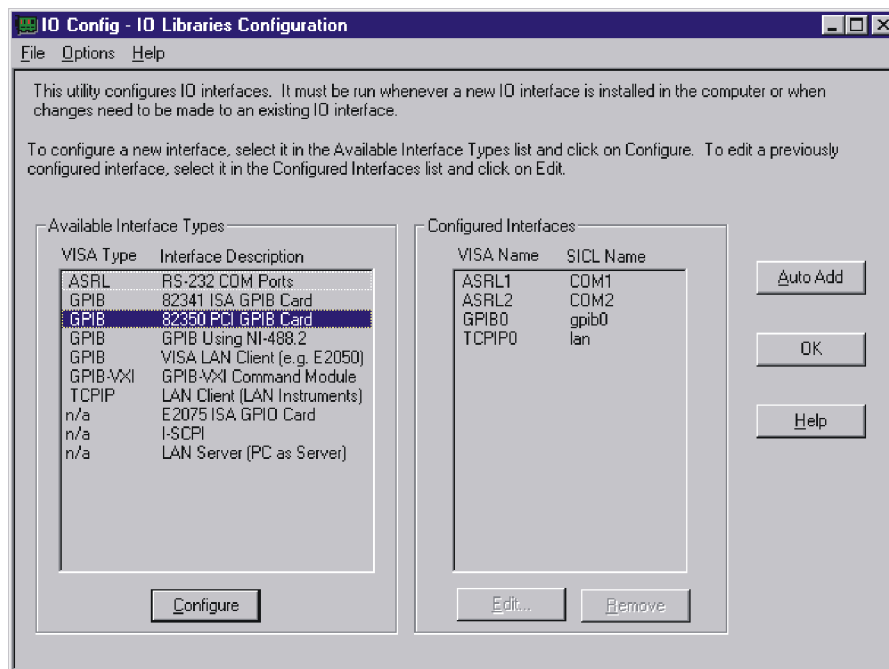 IO Config - IO Libraries Configuration
File Options Help
This utility configures IO interfaces. It must be run whenever a new IO interface is installed in the computer or when
changes need to be made to an existing IO interface.
To configure a new interface, select it in the Available Interface Types list and click on Configure. To edit a previously
configured interface, select it in the Configured Interfaces list and click on Edit.
Available Interface Types
VISA Type Interface Description
ASRL RS-232 COM Ports
GPIB 82341 ISA GPIB Card
GPIB 82350 PCI GPIB Card
GPIB GPIB Using NI-488.2
GPIB VISA LAN Client (e.g. E2050)
GPIB-VXI GPIB-VXI Command Module
TCPIP LAN Client (LAN Instruments)
n/a E2075 ISA GPIO Card
n/a I-SCPI
n/a LAN Server (PC as Server)
Configure
Configured Interfaces
VISA Name SICL Name
ASRL1 COM1
ASRL2 COM2
GPIB0 gpib0
TCPIP0 lan
Edit... Remove
Auto Add
OK
Help